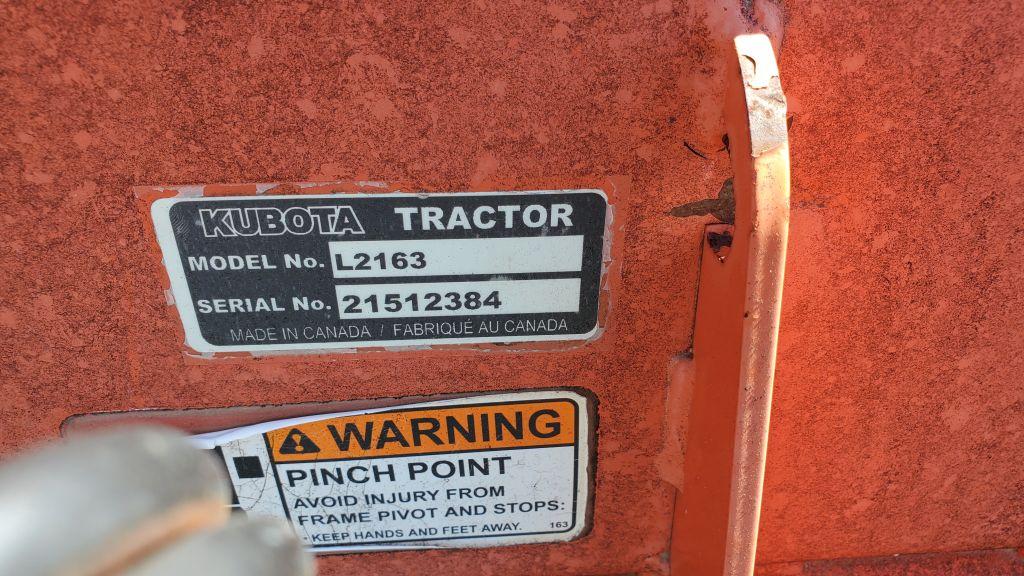 KUBOTA TRACTOR
MODEL No. L2163
SERIAL No. 21512384
MADE IN CANADA / FABRIQUÉ AU CANADA
WARNING
PINCH POINT
AVOID INJURY FROM
FRAME PIVOT AND STOPS:
- KEEP HANDS AND FEET AWAY.
163